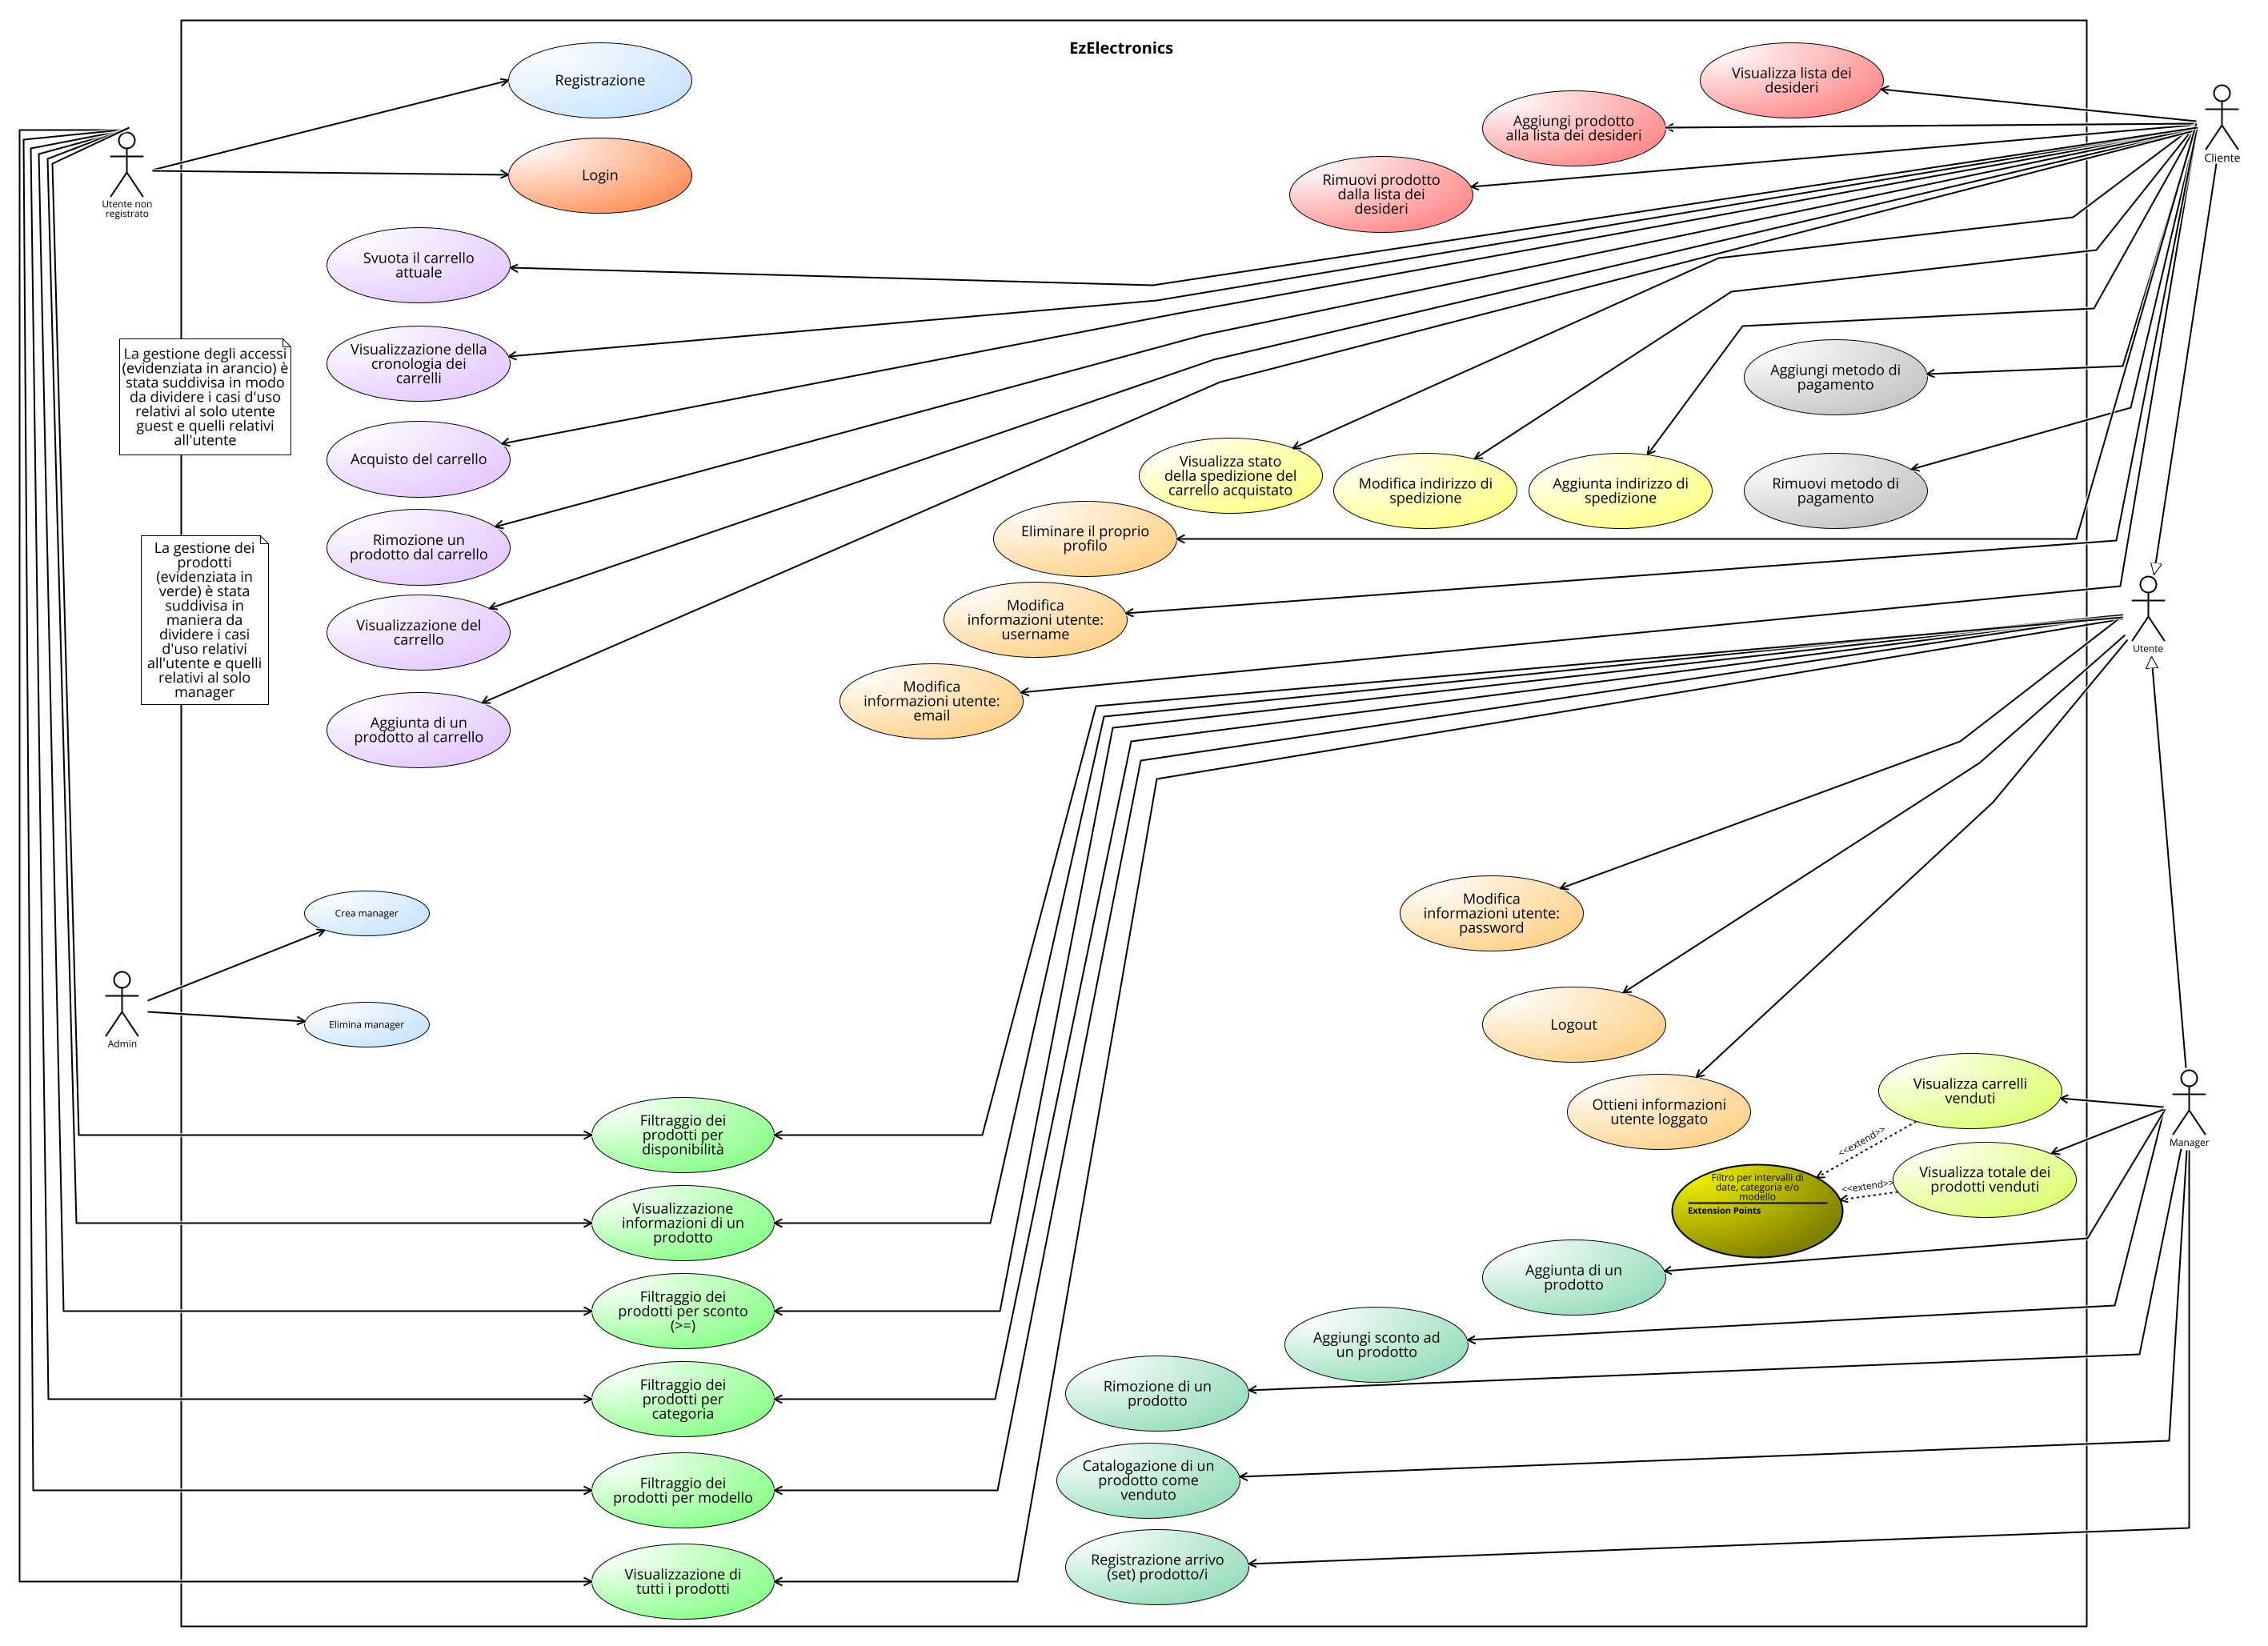 EzElectronics
Registrazione
Login
Utente non
registrato
Visualizza lista dei
desideri
Aggiungi prodotto
alla lista dei desideri
Rimuovi prodotto
dalla lista dei
desideri
Cliente
Svuota il carrello
attuale
Visualizzazione della
cronologia dei
carrelli
Acquisto del carrello
Rimozione un
prodotto dal carrello
Visualizzazione del
carrello
Aggiunta di un
prodotto al carrello
La gestione degli accessi
(evidenziata in arancio) è
stata suddivisa in modo
da dividere i casi d'uso
relativi al solo utente
guest e quelli relativi
all'utente
La gestione dei
prodotti
(evidenziata in
verde) è stata
suddivisa in
maniera da
dividere i casi
d'uso relativi
all'utente e quelli
relativi al solo
manager
Aggiungi metodo di
pagamento
Rimuovi metodo di
pagamento
Visualizza stato
della spedizione del
carrello acquistato
Modifica indirizzo di
spedizione
Aggiunta indirizzo di
spedizione
Eliminare il proprio
profilo
Modifica
informazioni utente:
username
Modifica
informazioni utente:
email
Utente
Modifica
informazioni utente:
password
Logout
Ottieni informazioni
utente loggato
Crea manager
Elimina manager
Admin
Visualizza carrelli
venduti
Visualizza totale dei
prodotti venduti
<<extend>>
<<extend>>
Filtro per intervalli di
date, categoria e/o
modello
Extension Points
Manager
Filtraggio dei
prodotti per
disponibilità
Visualizzazione
informazioni di un
prodotto
Filtraggio dei
prodotti per sconto
(>=)
Filtraggio dei
prodotti per
categoria
Filtraggio dei
prodotti per modello
Visualizzazione di
tutti i prodotti
Aggiunta di un
prodotto
Aggiungi sconto ad
un prodotto
Rimozione di un
prodotto
Catalogazione di un
prodotto come
venduto
Registrazione arrivo
(set) prodotto/i